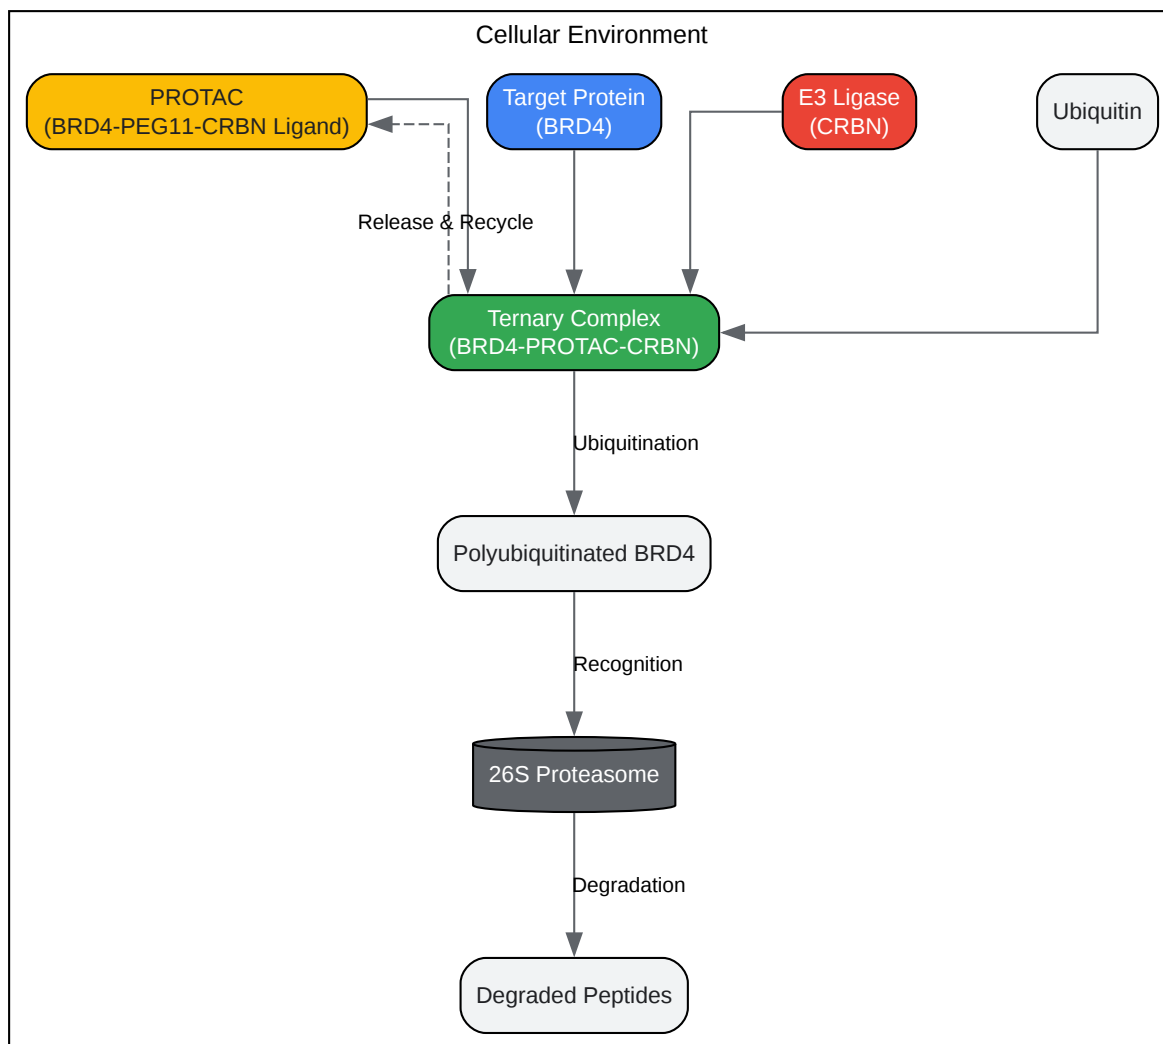 Cellular Environment
PROTAC
(BRD4-PEG11-CRBN Ligand)
Target Protein
(BRD4)
E3 Ligase
(CRBN)
Ubiquitin
Release & Recycle
Ternary Complex
(BRD4-PROTAC-CRBN)
Ubiquitination
Polyubiquitinated BRD4
Recognition
26S Proteasome
Degradation
Degraded Peptides